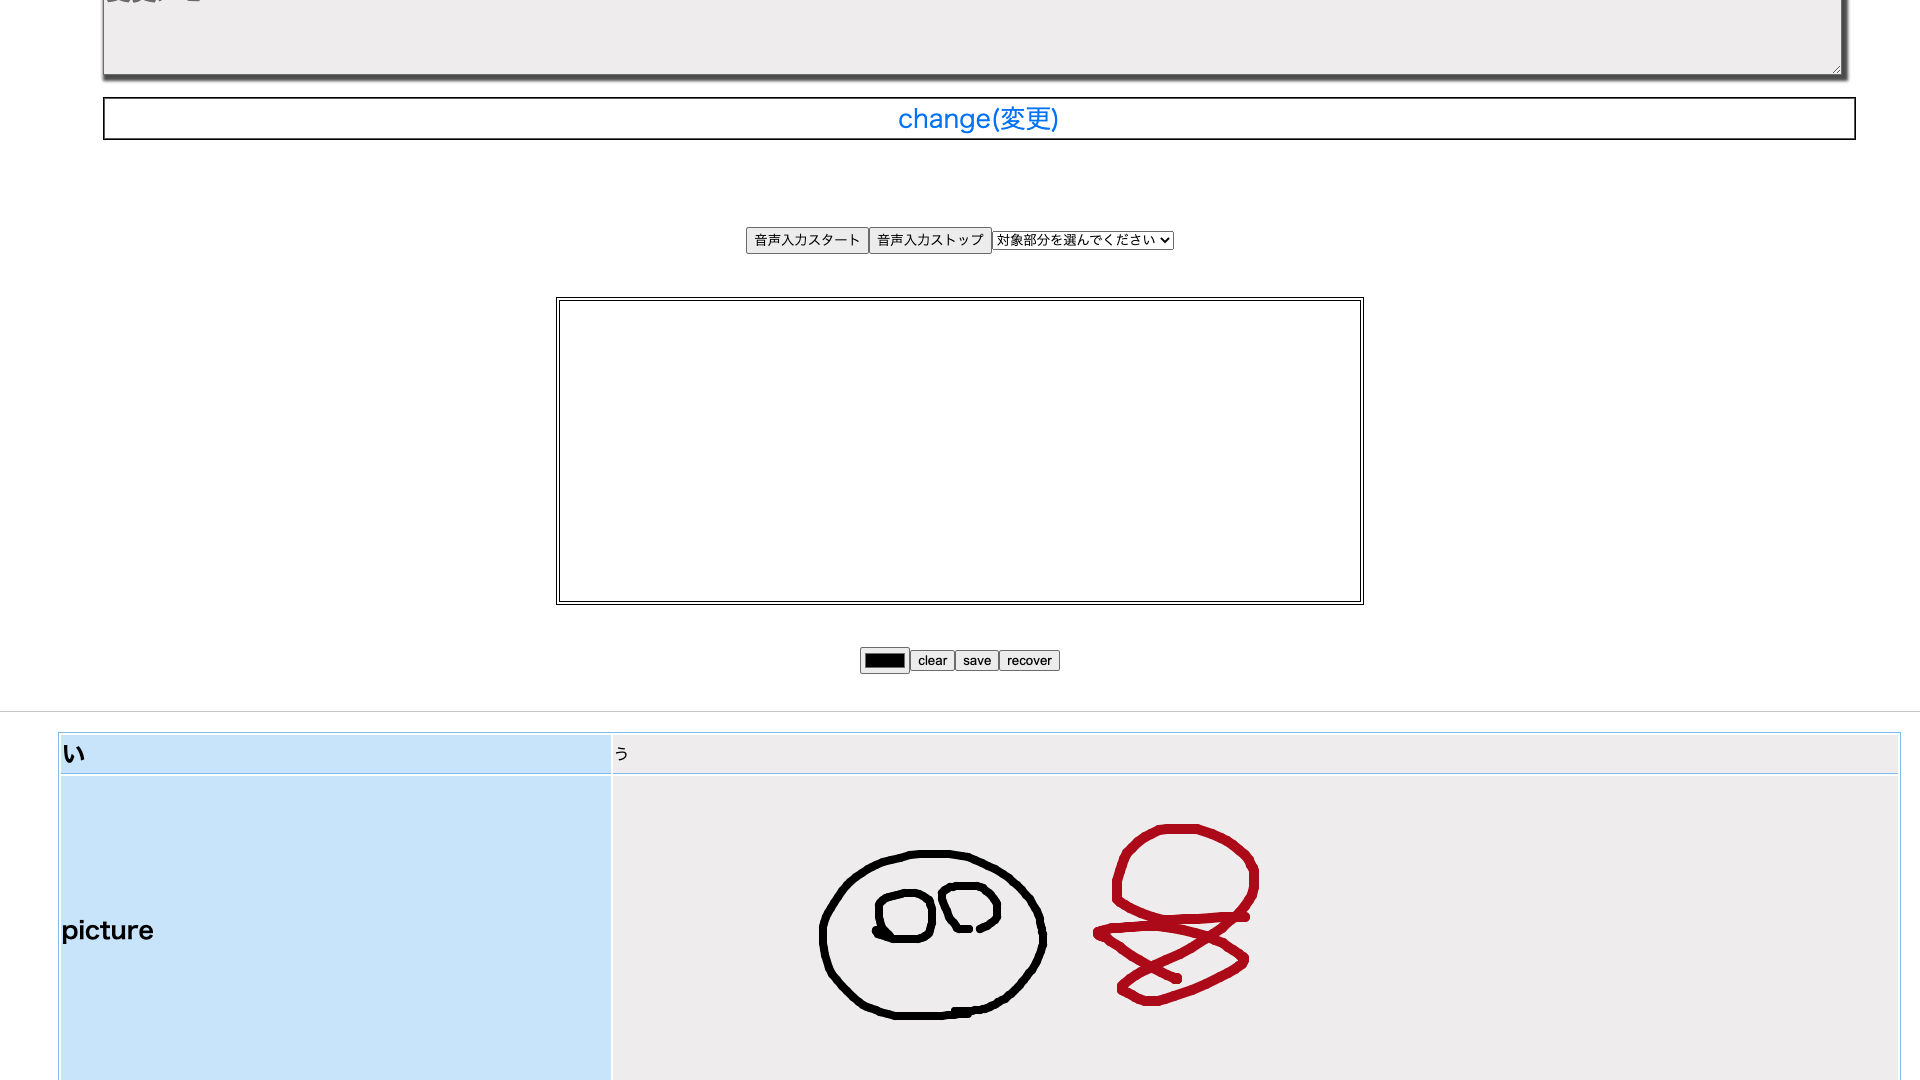 change(変更)
音声入力スタート 音声入力ストップ 対象部分を選んでください
clear save recover
い う
picture